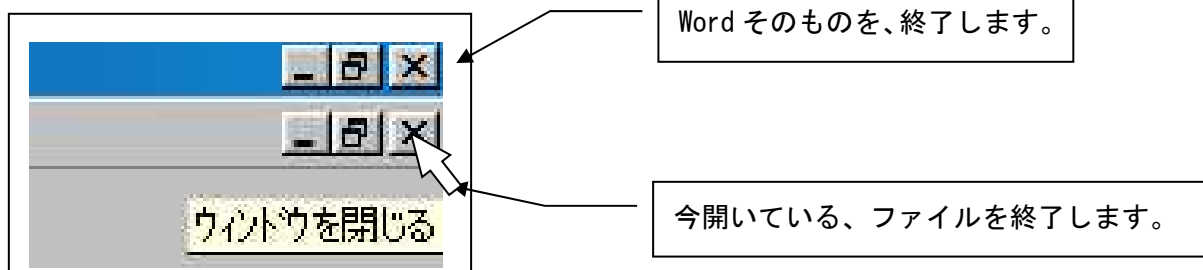 Word そのものを、終了します。
ウィンドウを閉じる
今開いている、ファイルを終了します。